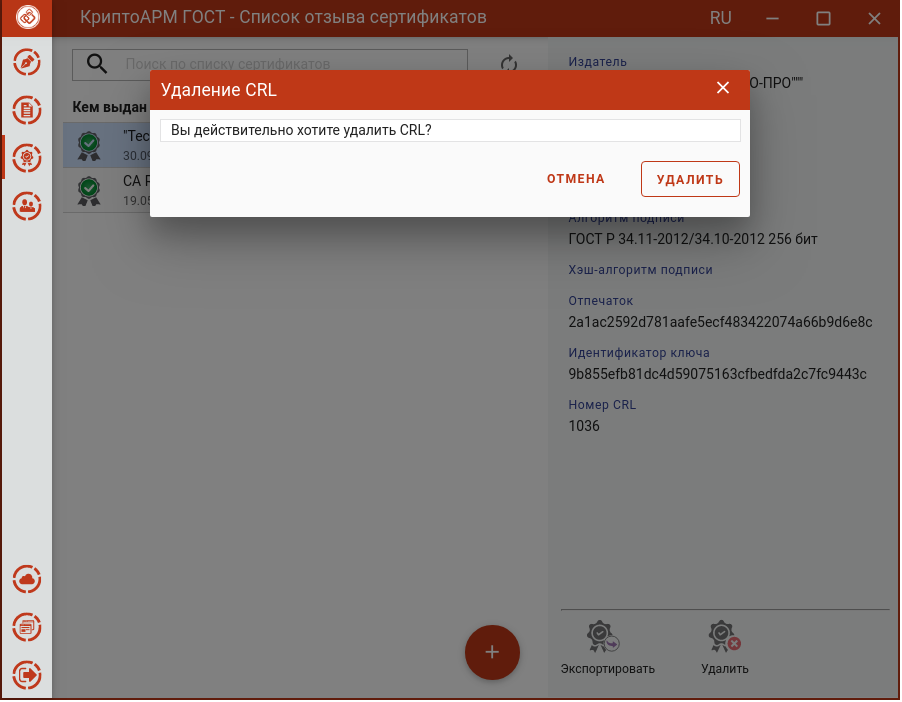 КриптоАРМ ГОСТ - Список отзыва сертификатов
RU
Поиск по списку сертификатов
Издатель
О-ПРО"""
Удаление CRL
Кем выдан
Вы действительно хотите удалить CRL?
"Тес
30.09
ОТМЕНА
УДАЛИТЬ
CA
19.05
Алгоритм подписи
ГОСТ Р 34.11-2012/34.10-2012 256 бит
Хэш-алгоритм подписи
Отпечаток
2a1ac2592d781aafe5ecf483422074a66b9d6e8c
Идентификатор ключа
9b855efb81dc4d59075163cfbedfda2c7fc9443c
Номер CRL
1036
Экспортировать
Удалить